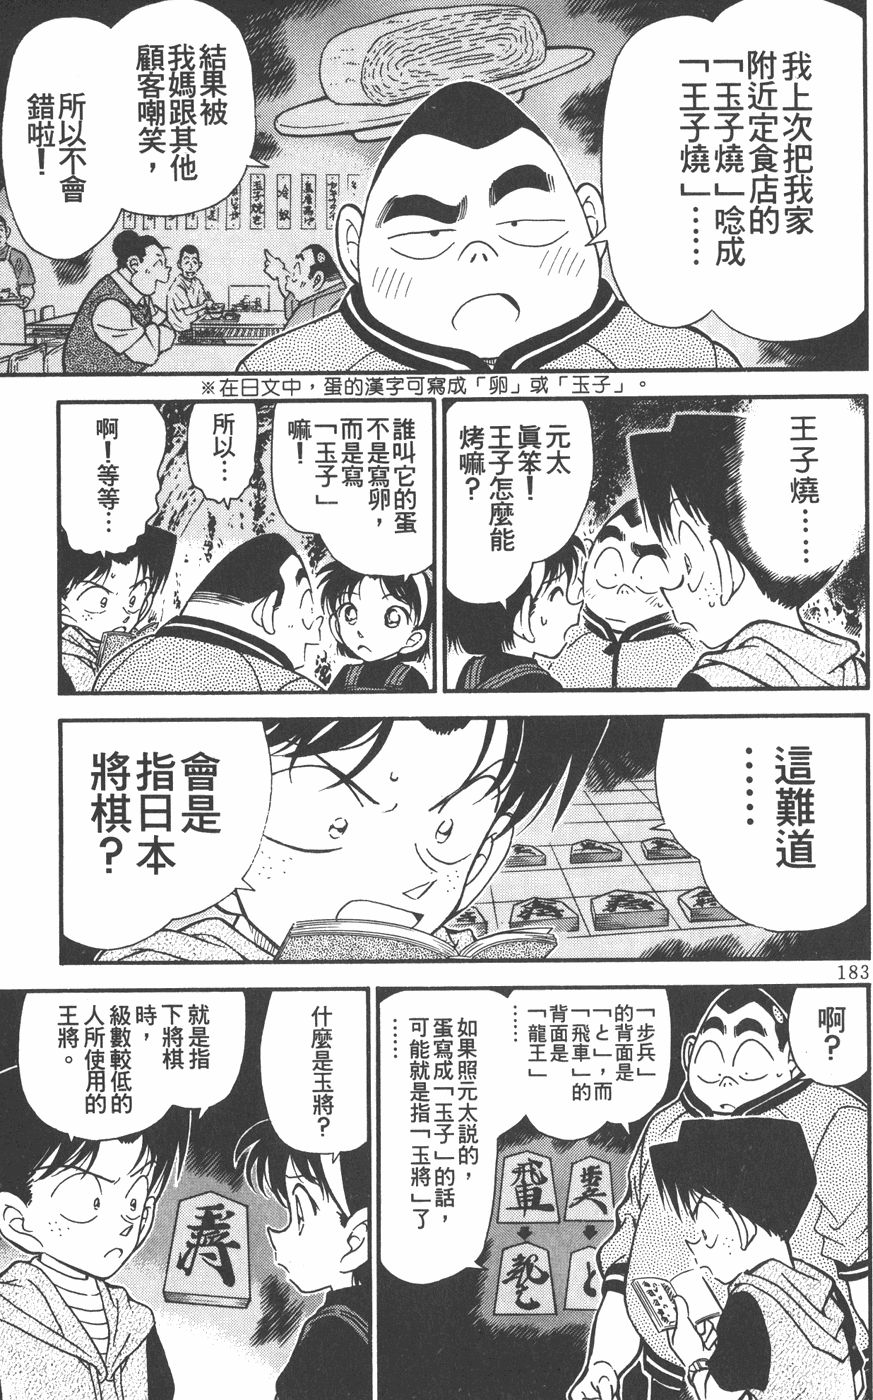 我上次把我家
附近定食店的
「玉子燒」唸成
「王子燒」……
結果被
我媽跟其他
顧客嘲笑，
所以不會
錯啦！
※在日文中，蛋的漢字可寫成「卵」或「玉子」。
王子燒……
元太
真笨！
王子怎麼能
烤嘛？
誰叫它的蛋
不是寫卵，
而是寫
「玉子」
嘛！
所以…
啊！等等…
這難道
……
會是
指日本
將棋？
183
啊？
「步兵」
的背面是
「と」，而
「飛車」的
背面是
「龍王」
……
如果照元太說的，
蛋寫成「玉子」的話，
可能就是指「玉將」了
……
步兵
と
飛車
什麼是玉將？
就是指
下將棋
時，
級數較低的
人所使用的
王將。
玉將